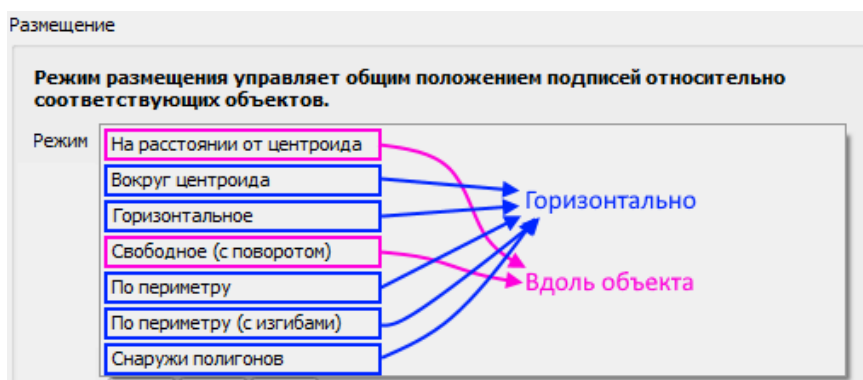 Размещение
Режим размещения управляет общим положением подписей относительно
соответствующих объектов.
Режим
На расстоянии от центроида
Вокруг центроида
Горизонтально
Горизонтальное
Свободное (с поворотом)
Вдоль объекта
По периметру
По периметру (с изгибами)
Снаружи полигонов